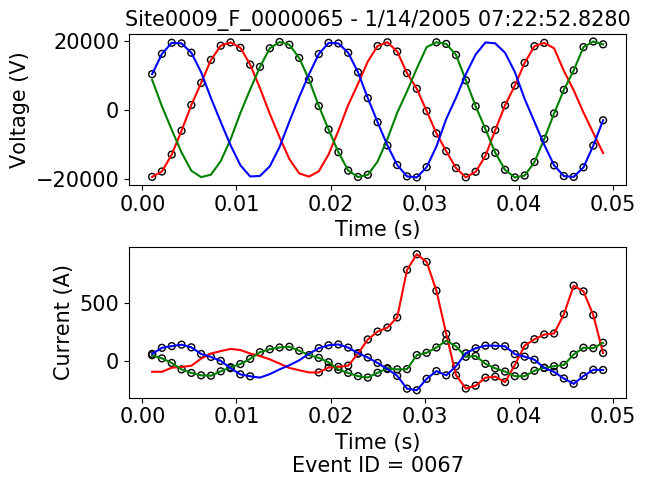 Site0009_F_0000065 - 1/14/2005 07:22:52.8280
Voltage (V)
20000
0
−20000
0.00 0.01 0.02 0.03 0.04 0.05
Time (s)
Current (A)
500
0
0.00 0.01 0.02 0.03 0.04 0.05
Time (s)
Event ID = 0067